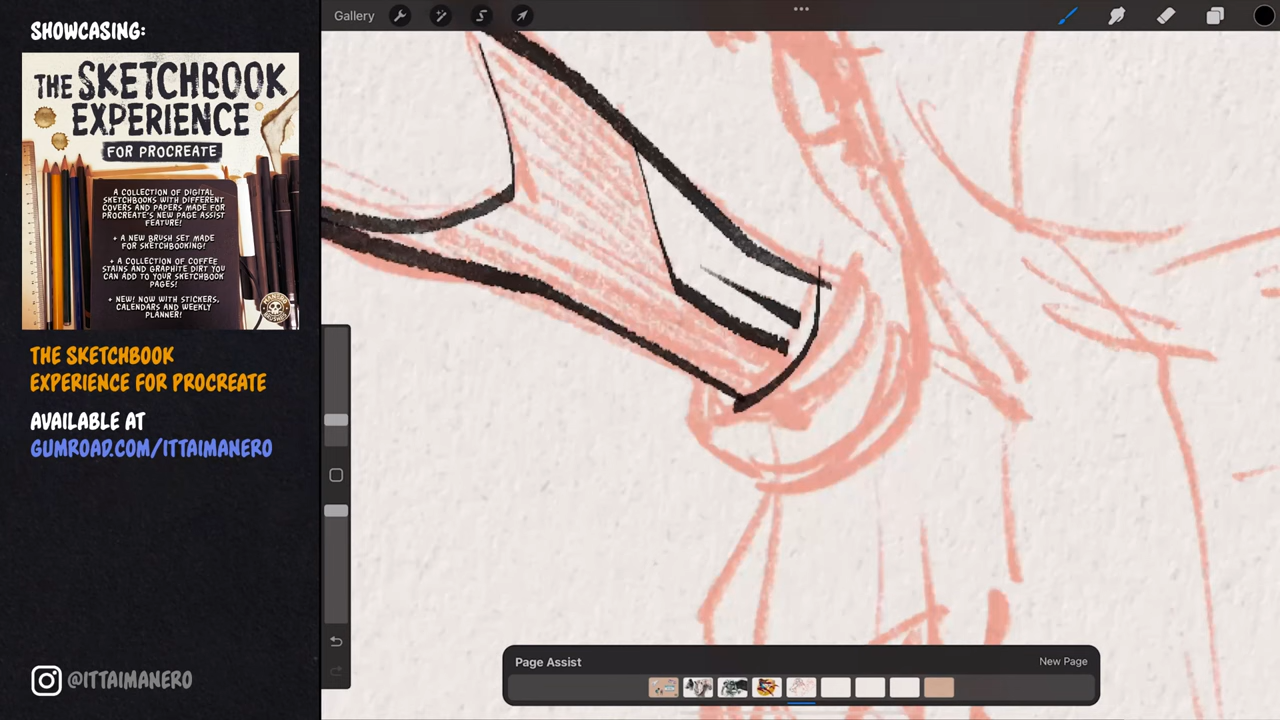 SHOWCASING:
THE SKETCHBOOK
EXPERIENCE
FOR PROCREATE
A COLLECTION OF DIGITAL
SKETCHBOOKS WITH DIFFERENT
COVERS AND PAPERS MADE FOR
PROCREATE'S NEW PAGE ASSIST
FEATURE!
+ A NEW BRUSH SET MADE
FOR SKETCHBOOKING!
+ A COLLECTION OF COFFEE
STAINS AND GRAPHITE DIRT YOU
CAN ADD TO YOUR SKETCHBOOK
PAGES!
+ NEW! NOW WITH STICKERS,
CALENDARS AND WEEKLY
PLANNER!
THE SKETCHBOOK
EXPERIENCE FOR PROCREATE
AVAILABLE AT
GUMROAD.COM/ITTAIMANERO
@ITTAIMANERO
Gallery
Page Assist
New Page